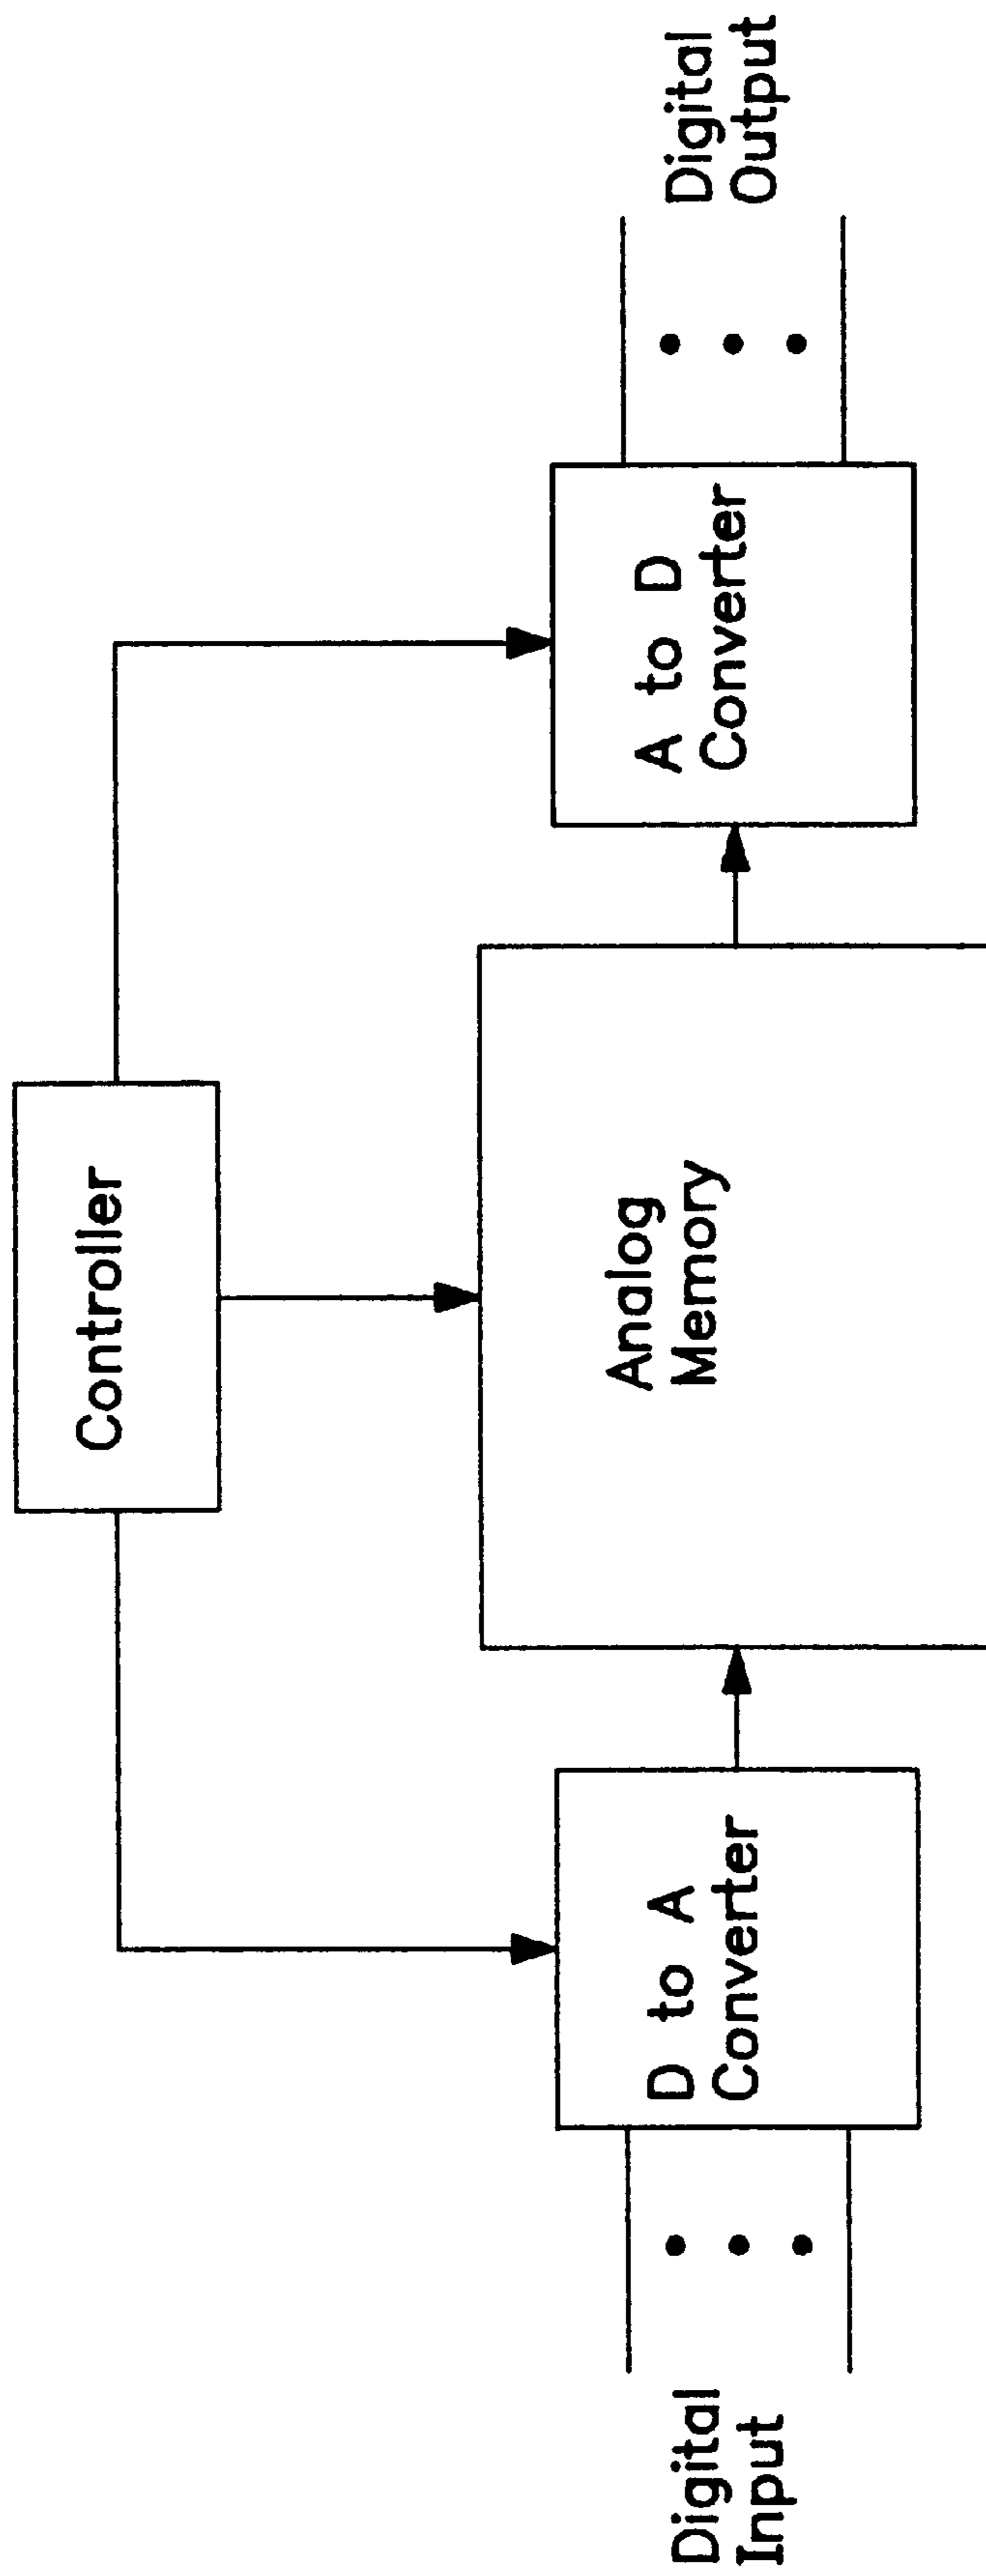 Controller
Digital
Input
D to A
Converter
Analog
Memory
A to D
Converter
Digital
Output